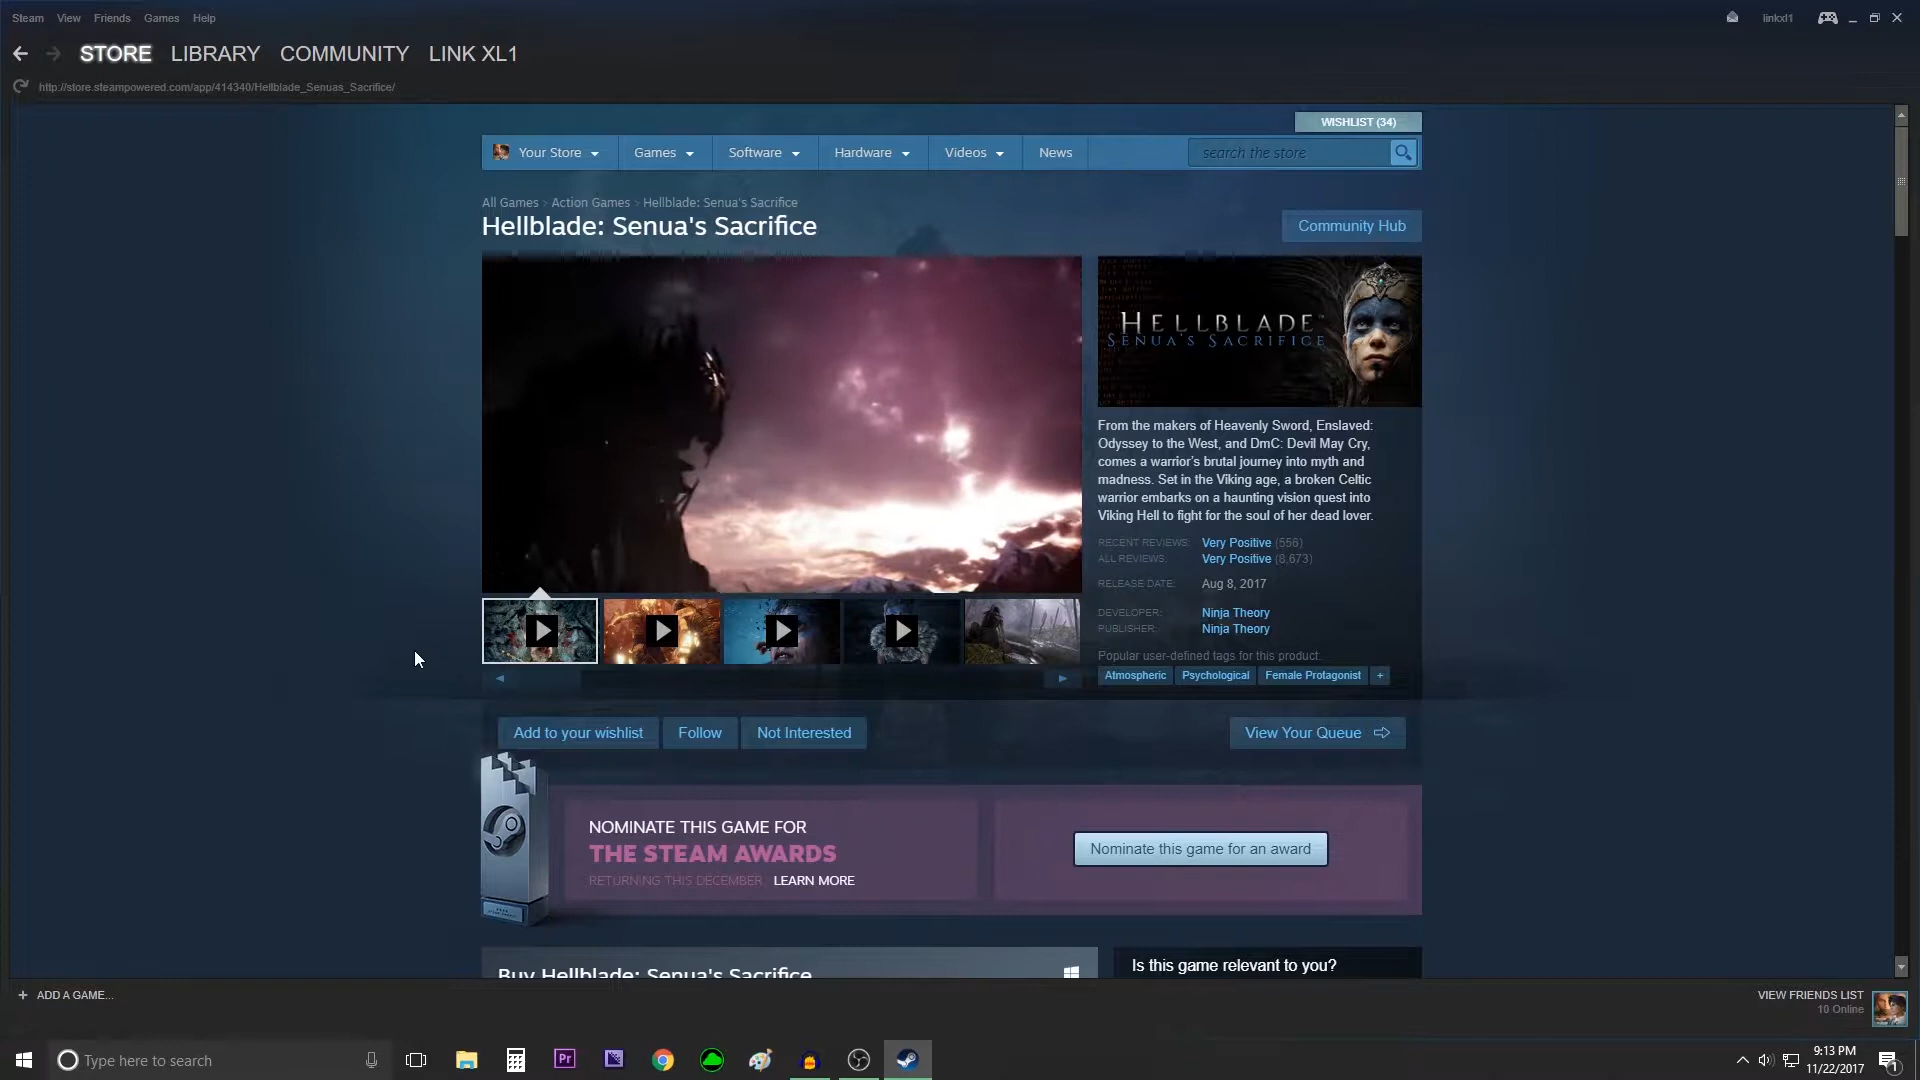 Steam View Friends Games Help
linkxl1
STORE LIBRARY COMMUNITY LINK XL1
http://store.steampowered.com/app/414340/Hellblade_Senuas_Sacrifice/
WISHLIST (34)
Your Store Games Software Hardware Videos News
search the store
All Games > Action Games > Hellblade: Senua's Sacrifice
Hellblade: Senua's Sacrifice
Community Hub
HELLBLADE
SENUA'S SACRIFICE
From the makers of Heavenly Sword, Enslaved:
Odyssey to the West, and DmC: Devil May Cry,
comes a warrior's brutal journey into myth and
madness. Set in the Viking age, a broken Celtic
warrior embarks on a haunting vision quest into
Viking Hell to fight for the soul of her dead lover.
RECENT REVIEWS: Very Positive (556)
ALL REVIEWS: Very Positive (8,673)
RELEASE DATE: Aug 8, 2017
DEVELOPER: Ninja Theory
PUBLISHER: Ninja Theory
Popular user-defined tags for this product:
Atmospheric Psychological Female Protagonist +
Add to your wishlist Follow Not Interested
View Your Queue
NOMINATE THIS GAME FOR
THE STEAM AWARDS
RETURNING THIS DECEMBER LEARN MORE
Nominate this game for an award
Buy Hellblade: Senua's Sacrifice
Is this game relevant to you?
+ ADD A GAME...
VIEW FRIENDS LIST
10 Online
Type here to search
Pr
9:13 PM
11/22/2017
1